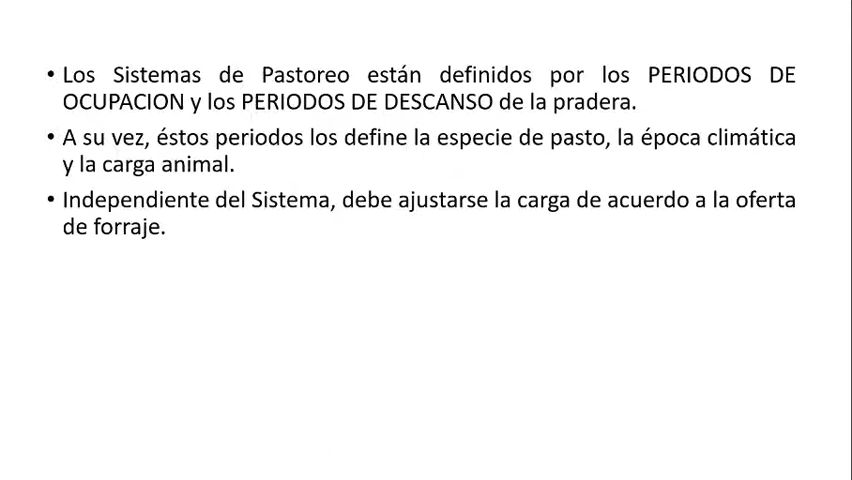 • Los Sistemas de Pastoreo están definidos por los PERIODOS DE
OCUPACION y los PERIODOS DE DESCANSO de la pradera.
• A su vez, éstos periodos los define la especie de pasto, la época climática
y la carga animal.
• Independiente del Sistema, debe ajustarse la carga de acuerdo a la oferta
de forraje.